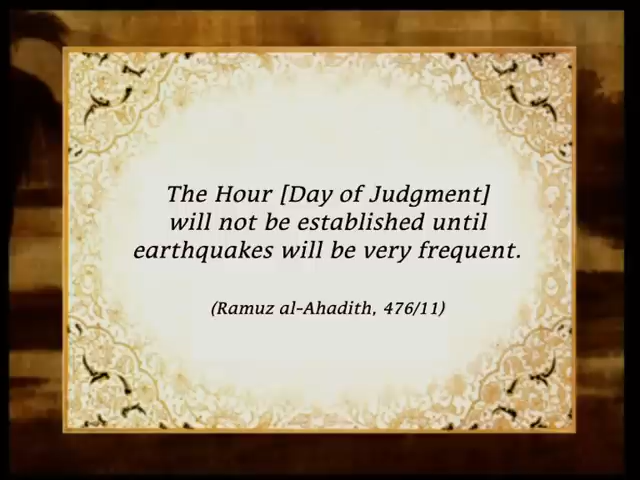 The Hour [Day of Judgment]
will not be established until
earthquakes will be very frequent.
(Ramuz al-Ahadith, 476/11)